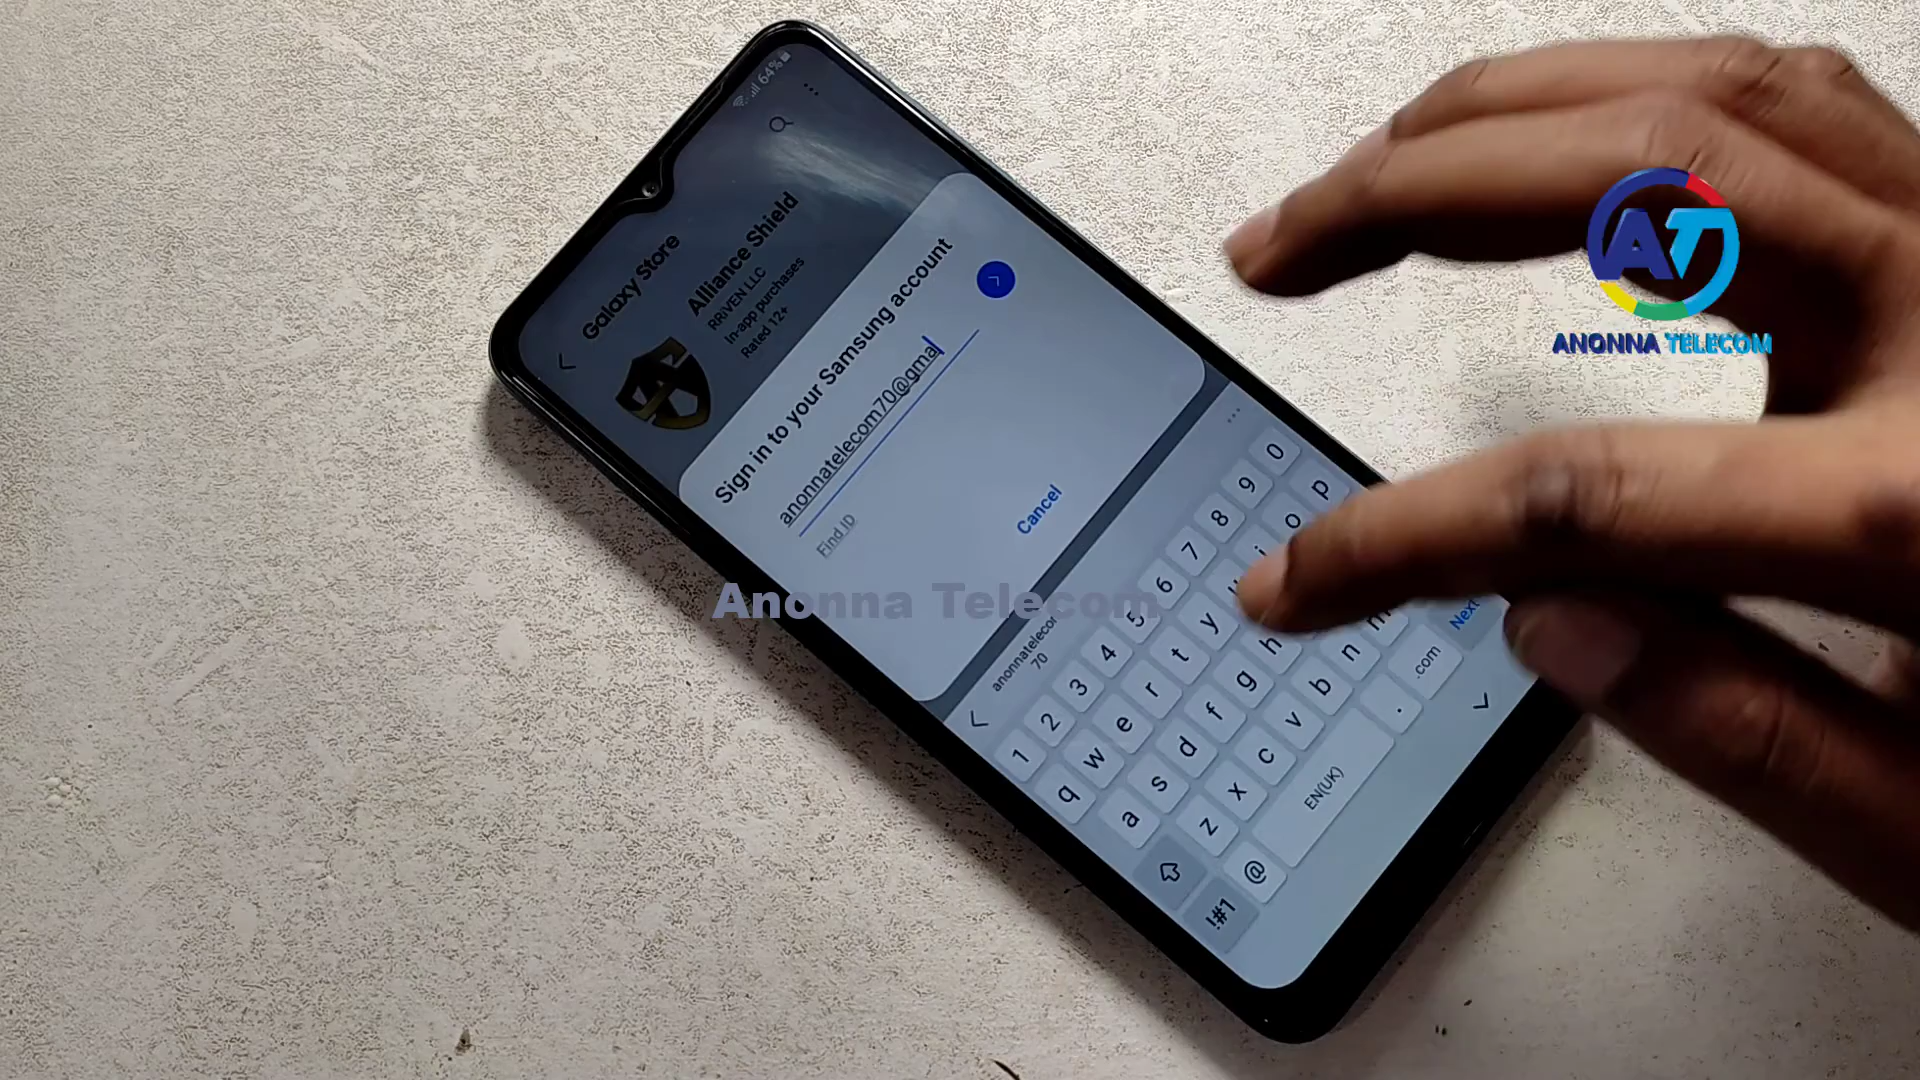 64%
Galaxy Store
Alliance Shield
RRiVEN LLC
In-app purchases
Rated 12+
Sign in to your Samsung account
anonnatelecom70@gma
Find ID
Cancel
anonnatelecom
70
1 2 3 4 5 6 7 8 9 0
q w e r t y u i o p
a s d f g h
z x c v b n m
Next
!#1 @ EN(UK) . .com
AT
ANONNA TELECOM
Anonna Telecom